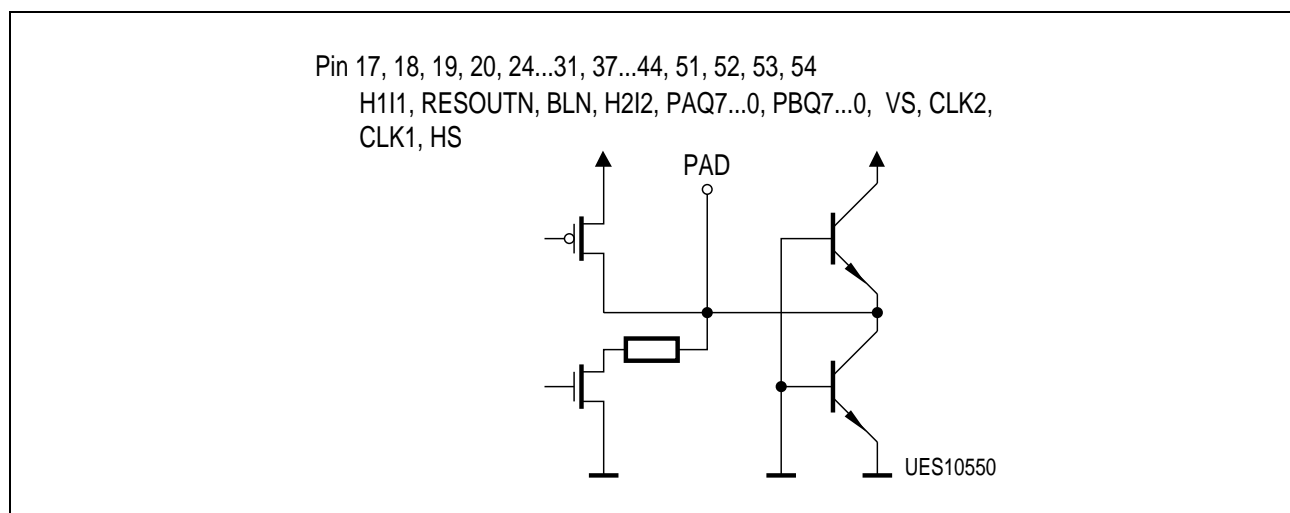 Pin 17, 18, 19, 20, 24...31, 37...44, 51, 52, 53, 54
H1I1, RESOUTN, BLN, H2I2, PAQ7...0, PBQ7...0, VS, CLK2,
CLK1, HS
PAD
UES10550